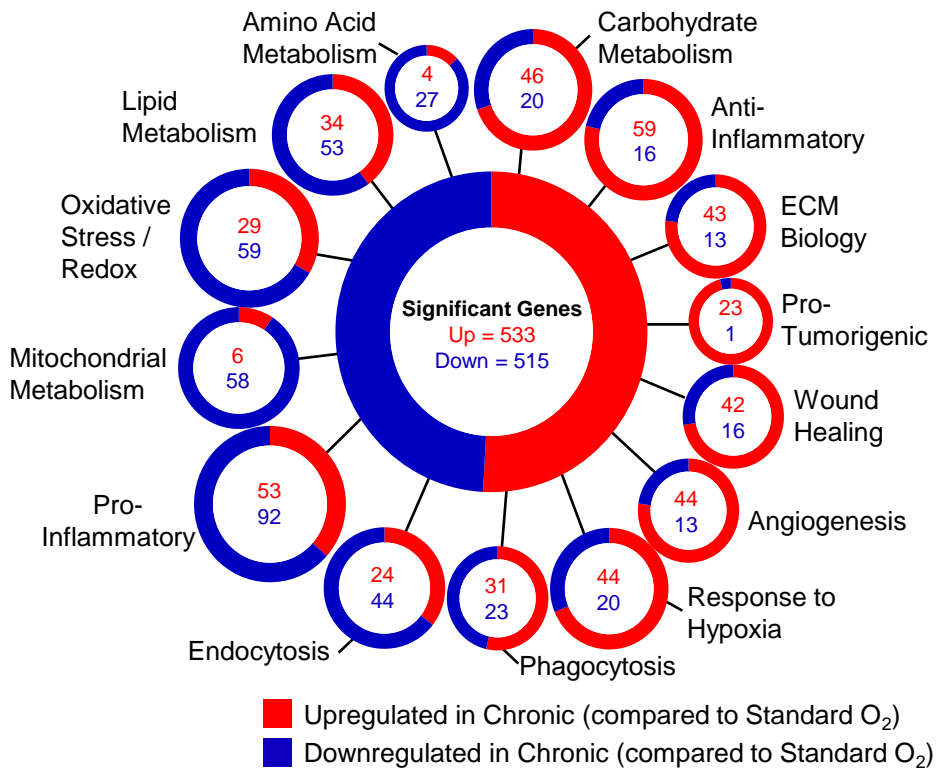 Amino Acid
Metabolism
4
27
Carbohydrate
Metabolism
46
20
Anti-
Inflammatory
59
16
ECM
Biology
43
13
Pro-
Tumorigenic
23
1
Wound
Healing
42
16
Angiogenesis
44
13
Response to
Hypoxia
44
20
Phagocytosis
31
23
Endocytosis
24
44
Pro-
Inflammatory
53
92
Mitochondrial
Metabolism
6
58
Oxidative
Stress /
Redox
29
59
Lipid
Metabolism
34
53
Significant Genes
Up = 533
Down = 515
Upregulated in Chronic (compared to Standard O₂)
Downregulated in Chronic (compared to Standard O₂)